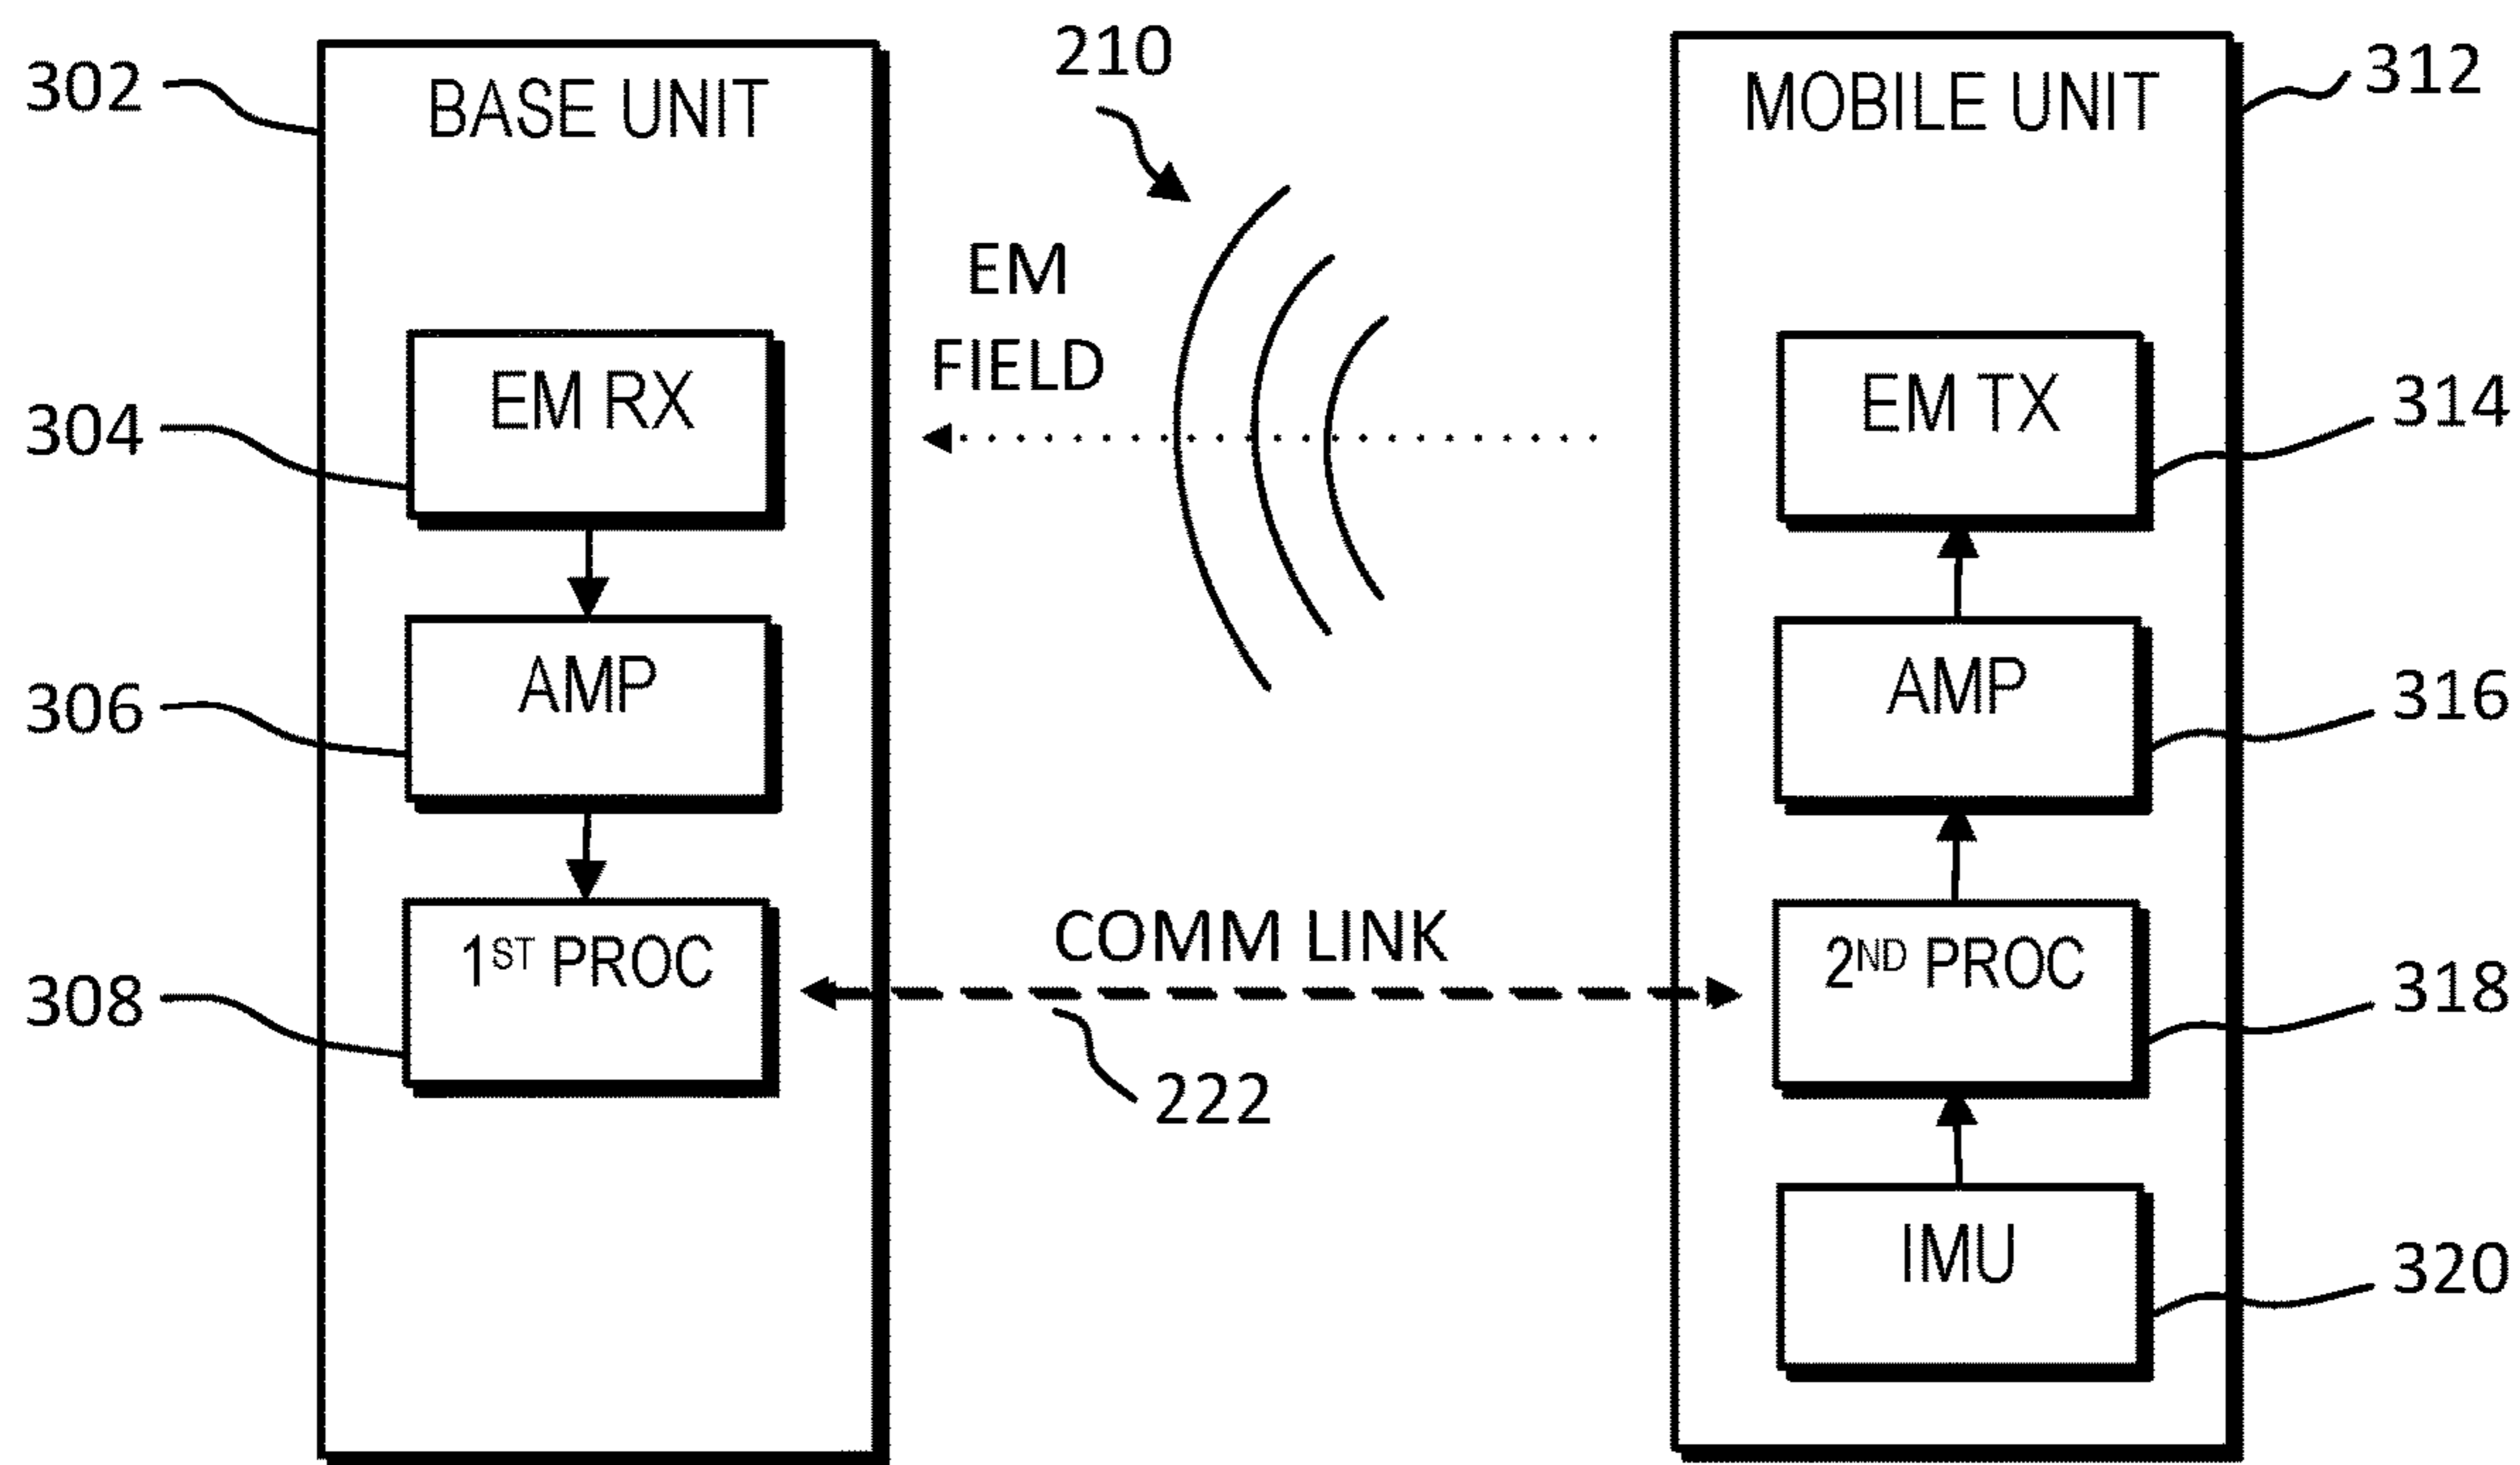 302
BASE UNIT
210
MOBILE UNIT
312
EM
FIELD
EM RX
304
EM TX
314
AMP
306
AMP
316
COMM LINK
1ST PROC
308
2ND PROC
318
222
IMU
320